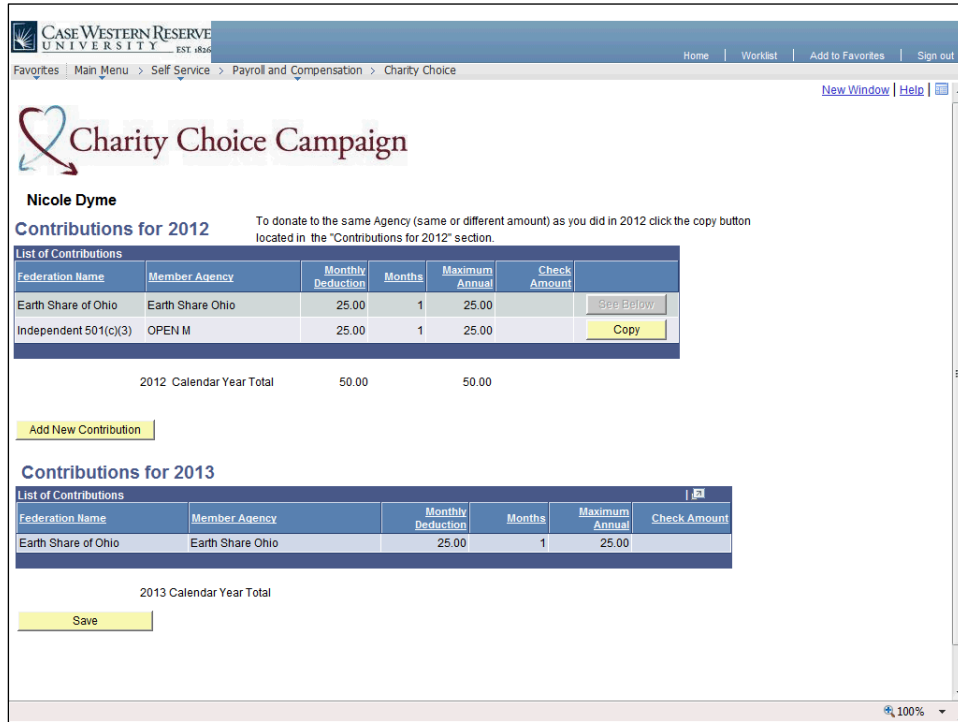 CASE WESTERN RESERVE
UNIVERSITY EST. 1826
Home | Worklist | Add to Favorites | Sign out
Favorites | Main Menu > Self Service > Payroll and Compensation > Charity Choice
New Window | Help |
Charity Choice Campaign
Nicole Dyme
Contributions for 2012
To donate to the same Agency (same or different amount) as you did in 2012 click the copy button
located in the "Contributions for 2012" section.
List of Contributions
Federation Name Member Agency Monthly Deduction Months Maximum Annual Check Amount
Earth Share of Ohio Earth Share Ohio 25.00 1 25.00 See Below
Independent 501(c)(3) OPEN M 25.00 1 25.00 Copy
2012 Calendar Year Total 50.00 50.00
Add New Contribution
Contributions for 2013
List of Contributions
Federation Name Member Agency Monthly Deduction Months Maximum Annual Check Amount
Earth Share of Ohio Earth Share Ohio 25.00 1 25.00
2013 Calendar Year Total
Save
100%